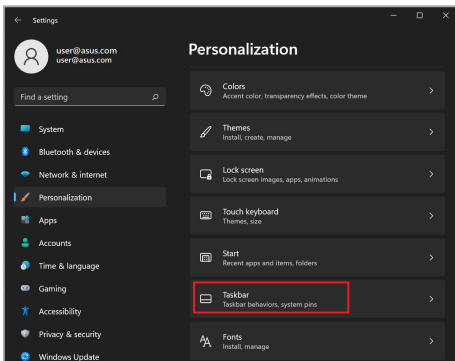 Settings
user@asus.com
user@asus.com
Find a setting
System
Bluetooth & devices
Network & internet
Personalization
Apps
Accounts
Time & language
Gaming
Accessibility
Privacy & security
Windows Update
Personalization
Colors
Accent color, transparency effects, color theme
Themes
Install, create, manage
Lock screen
Lock screen images, apps, animations
Touch keyboard
Themes, size
Start
Recent apps and items, folders
Taskbar
Taskbar behaviors, system pins
Fonts
Install, manage